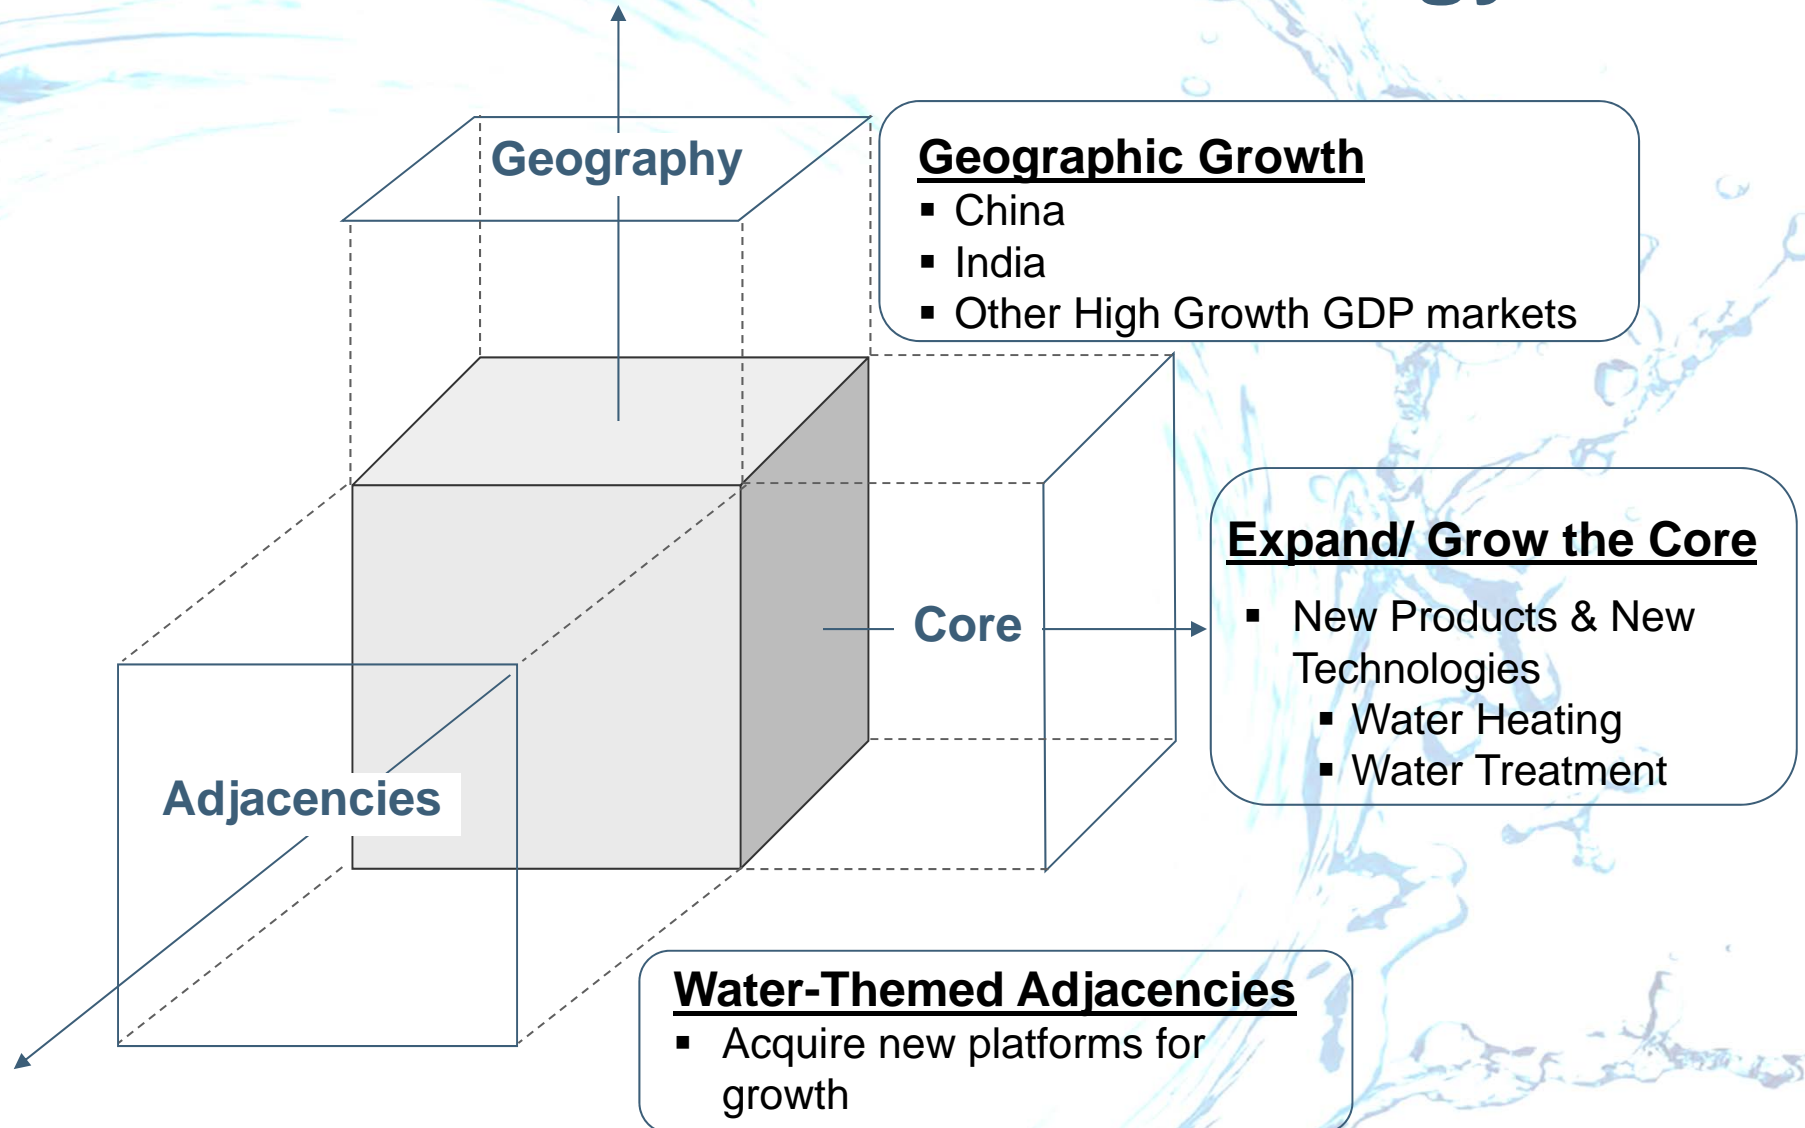 Geography
Geographic Growth
▪ China
▪ India
▪ Other High Growth GDP markets
Core
Expand/ Grow the Core
▪ New Products & New
Technologies
▪ Water Heating
▪ Water Treatment
Adjacencies
Water-Themed Adjacencies
▪ Acquire new platforms for
growth